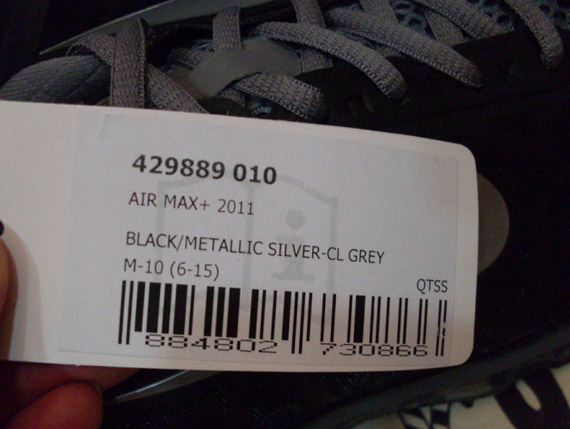 429889 010
AIR MAX+ 2011
BLACK/METALLIC SILVER-CL GREY
M-10 (6-15)
QTSS
884802 730866